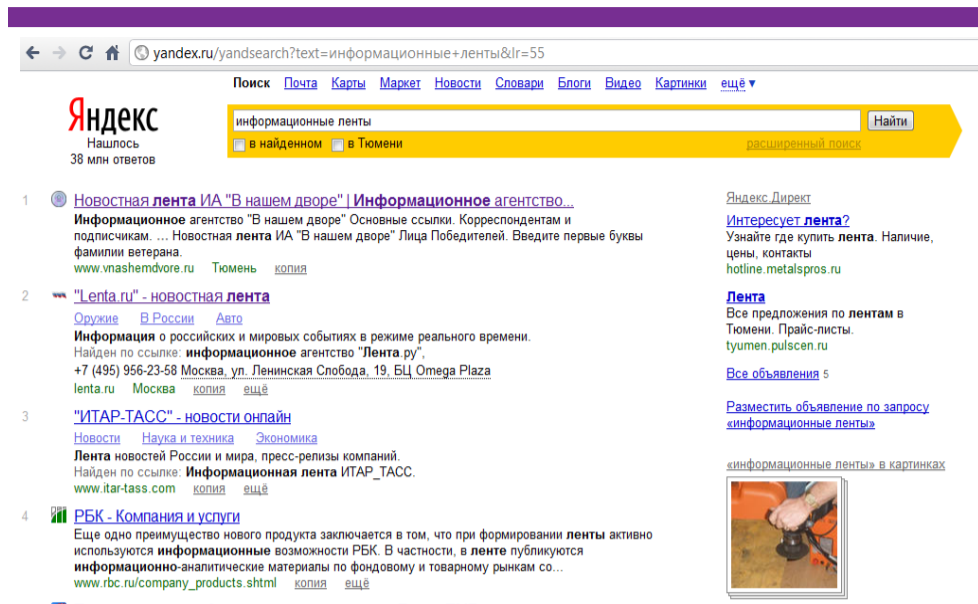 yandex.ru/yandsearch?text=информационные+ленты&lr=55
Поиск Почта Карты Маркет Новости Словари Блоги Видео Картинки ещё ▼
Яндекс
Нашлось
38 млн ответов
информационные ленты
Найти
в найденном в Тюмени расширенный поиск
1 Новостная лента ИА "В нашем дворе" | Информационное агентство...
Информационное агентство "В нашем дворе" Основные ссылки. Корреспондентам и
подписчикам. ... Новостная лента ИА "В нашем дворе" Лица Победителей. Введите первые буквы
фамилии ветерана.
www.vnashemdvore.ru Тюмень копия
2 "Lenta.ru" - новостная лента
Оружие В России Авто
Информация о российских и мировых событиях в режиме реального времени.
Найден по ссылке: информационное агентство "Лента.ру",
+7 (495) 956-23-58 Москва, ул. Ленинская Слобода, 19, БЦ Omega Plaza
lenta.ru Москва копия ещё
3 "ИТАР-ТАСС" - новости онлайн
Новости Наука и техника Экономика
Лента новостей России и мира, пресс-релизы компаний.
Найден по ссылке: Информационная лента ИТАР_ТАСС.
www.itar-tass.com копия ещё
4 РБК - Компания и услуги
Еще одно преимущество нового продукта заключается в том, что при формировании ленты активно
используются информационные возможности РБК. В частности, в ленте публикуются
информационно-аналитические материалы по фондовому и товарному рынкам со...
www.rbc.ru/company_products.shtml копия ещё
Яндекс.Директ
Интересует лента?
Узнайте где купить лента. Наличие,
цены, контакты
hotline.metalspros.ru
Лента
Все предложения по лентам в
Тюмени. Прайс-листы.
tyumen.pulscen.ru
Все объявления 5
Разместить объявление по запросу
«информационные ленты»
«информационные ленты» в картинках